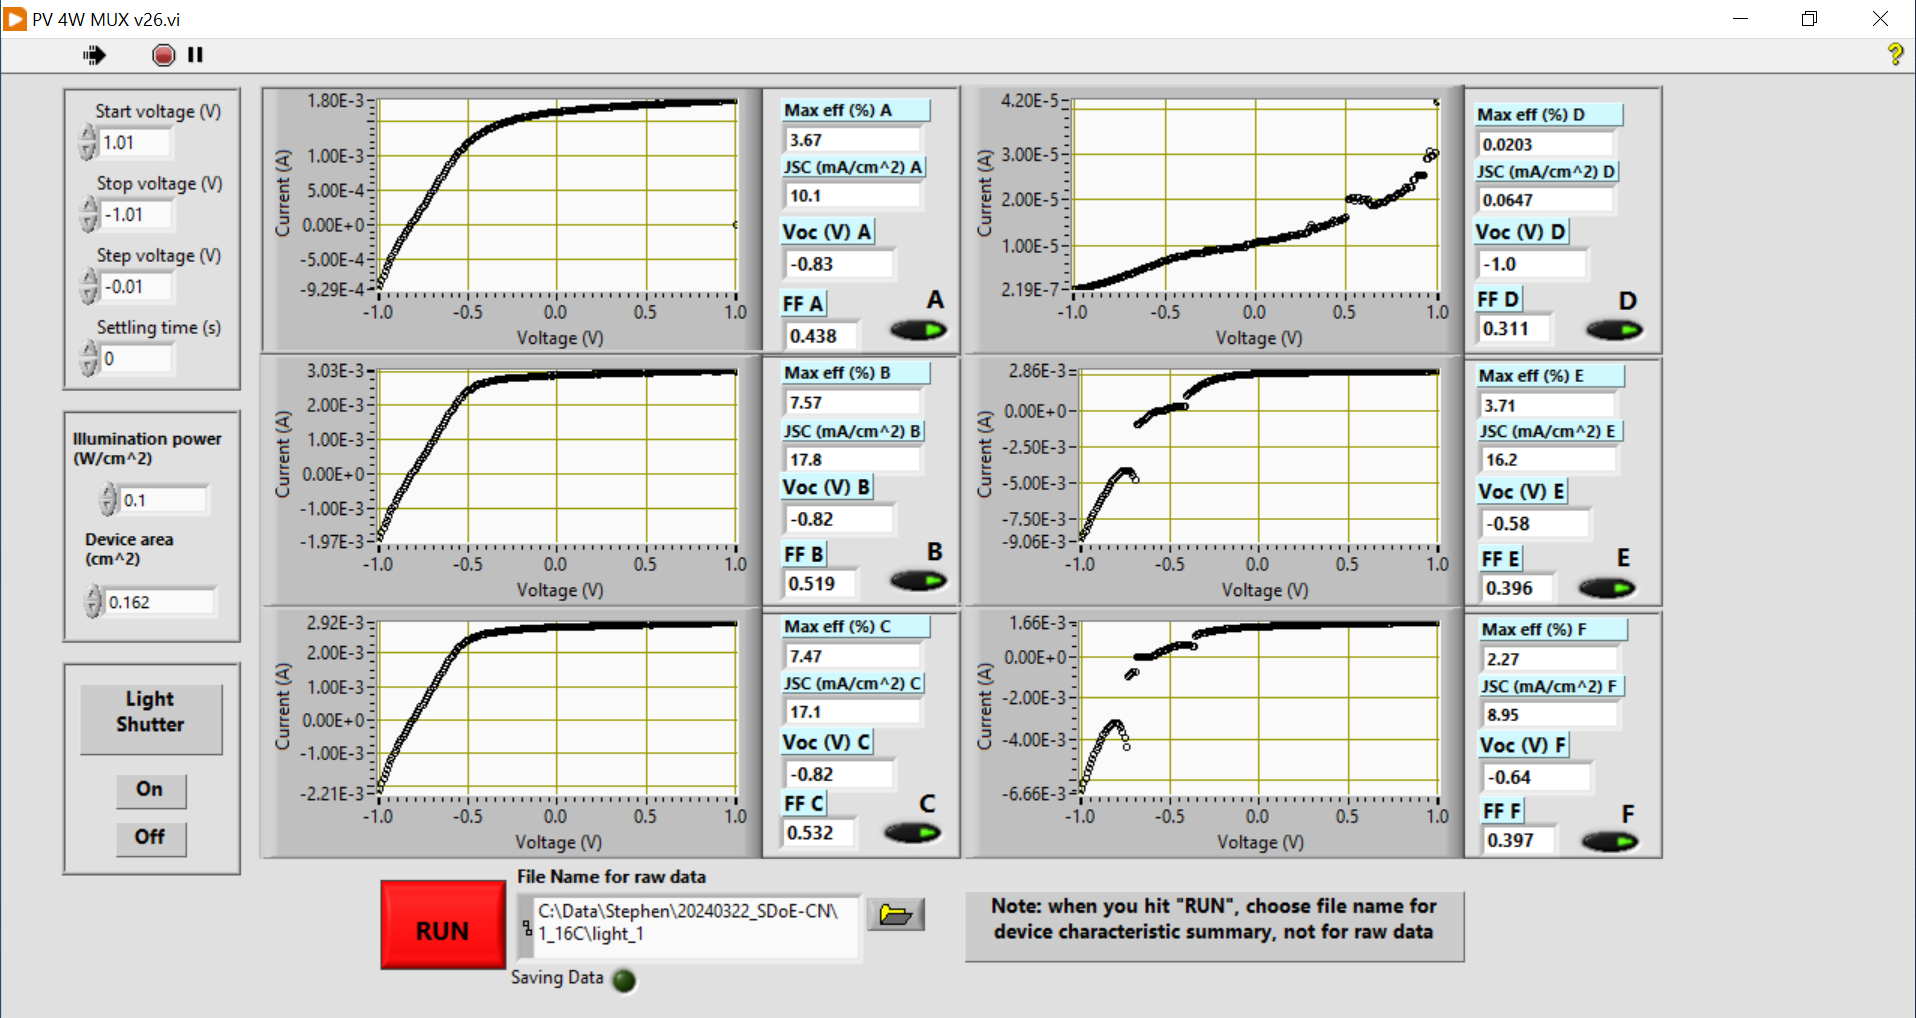 PV 4W MUX v26.vi
Start voltage (V)
1.01
Stop voltage (V)
-1.01
Step voltage (V)
-0.01
Settling time (s)
0
Illumination power
(W/cm^2)
0.1
Device area
(cm^2)
0.162
Light
Shutter
On
Off
1.80E-3
1.00E-3
5.00E-4
0.00E+0
-5.00E-4
-9.29E-4
Current (A)
-1.0 -0.5 0.0 0.5 1.0
Voltage (V)
Max eff (%) A
3.67
JSC (mA/cm^2) A
10.1
Voc (V) A
-0.83
FF A
0.438
A
4.20E-5
3.00E-5
2.00E-5
1.00E-5
2.19E-7
Current (A)
-1.0 -0.5 0.0 0.5 1.0
Voltage (V)
Max eff (%) D
0.0203
JSC (mA/cm^2) D
0.0647
Voc (V) D
-1.0
FF D
0.311
D
3.03E-3
2.00E-3
1.00E-3
0.00E+0
-1.00E-3
-1.97E-3
Current (A)
-1.0 -0.5 0.0 0.5 1.0
Voltage (V)
Max eff (%) B
7.57
JSC (mA/cm^2) B
17.8
Voc (V) B
-0.82
FF B
0.519
B
2.86E-3
0.00E+0
-2.50E-3
-5.00E-3
-7.50E-3
-9.06E-3
Current (A)
-1.0 -0.5 0.0 0.5 1.0
Voltage (V)
Max eff (%) E
3.71
JSC (mA/cm^2) E
16.2
Voc (V) E
-0.58
FF E
0.396
E
2.92E-3
2.00E-3
1.00E-3
0.00E+0
-1.00E-3
-2.21E-3
Current (A)
-1.0 -0.5 0.0 0.5 1.0
Voltage (V)
Max eff (%) C
7.47
JSC (mA/cm^2) C
17.1
Voc (V) C
-0.82
FF C
0.532
C
1.66E-3
0.00E+0
-2.00E-3
-4.00E-3
-6.66E-3
Current (A)
-1.0 -0.5 0.0 0.5 1.0
Voltage (V)
Max eff (%) F
2.27
JSC (mA/cm^2) F
8.95
Voc (V) F
-0.64
FF F
0.397
F
RUN
File Name for raw data
C:\Data\Stephen\20240322_SDoE-CN\
1_16C\light_1
Saving Data
Note: when you hit "RUN", choose file name for
device characteristic summary, not for raw data